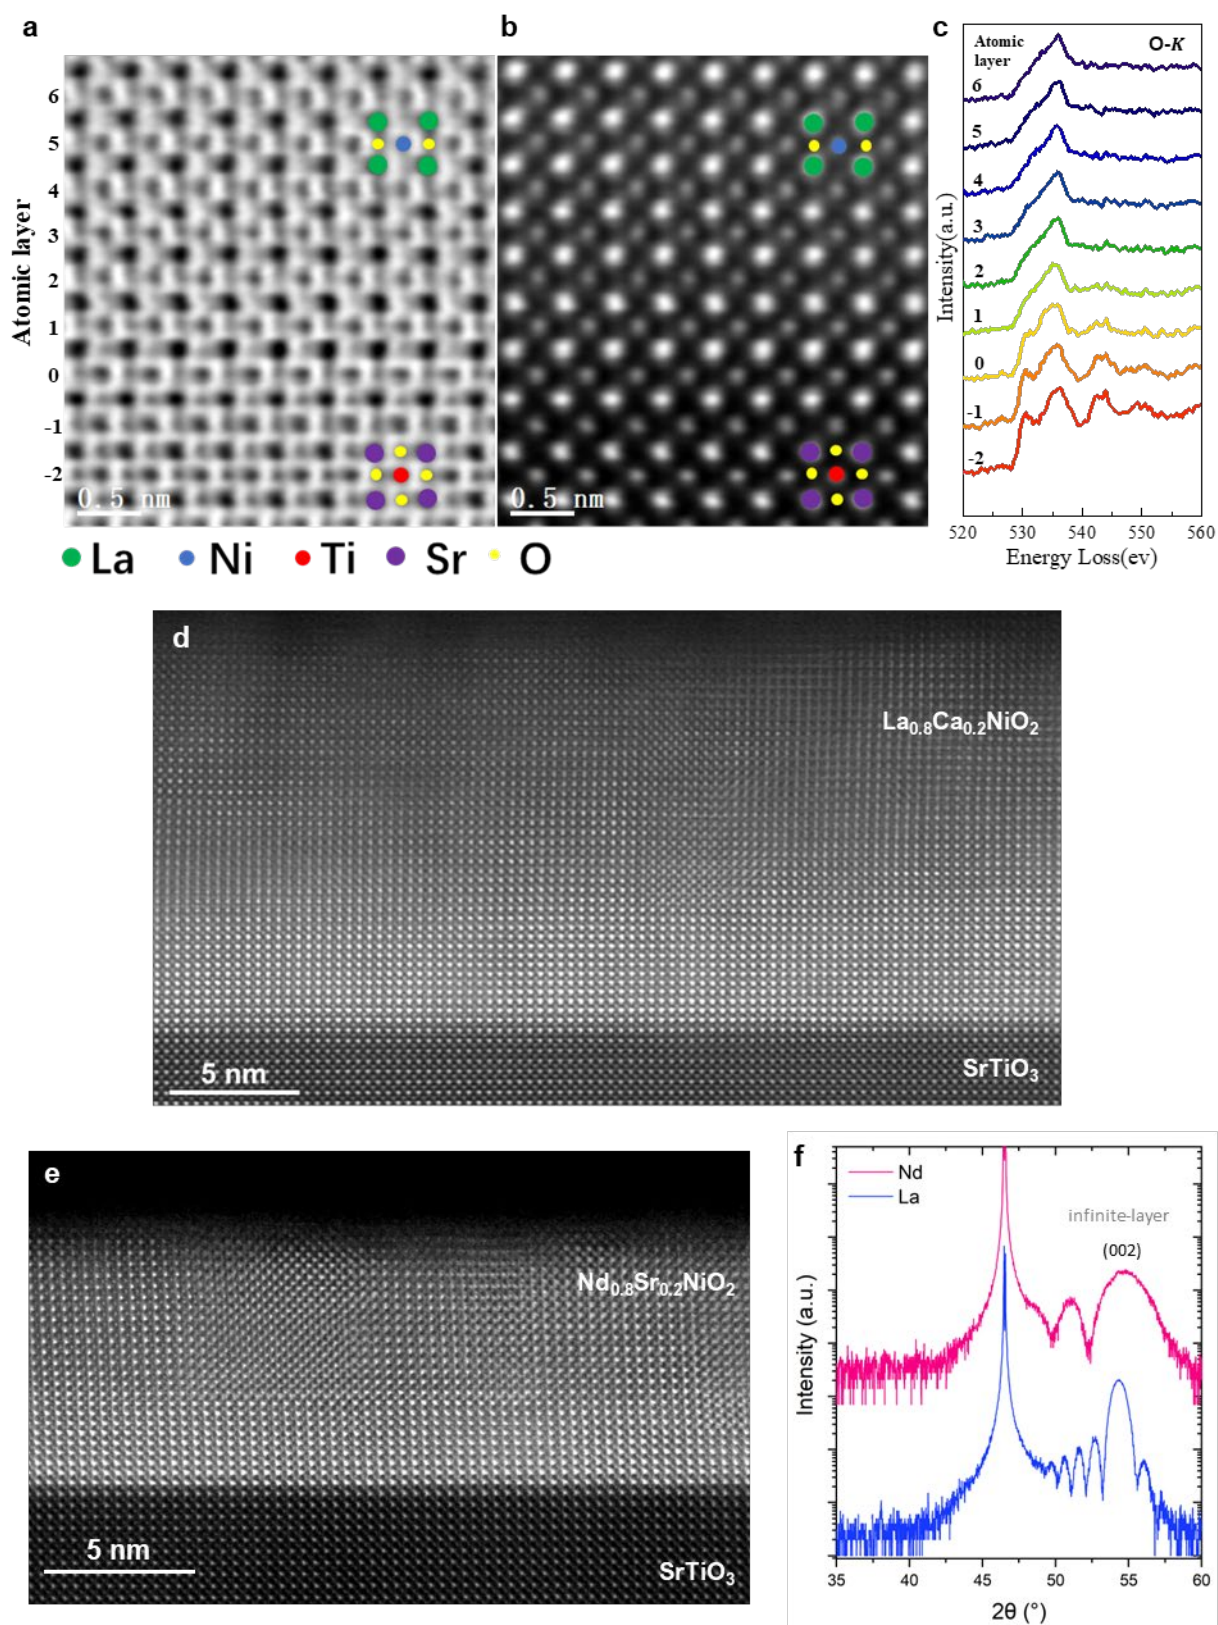 a
b
c
Atomic layer
6
5
4
3
2
1
0
-1
-2
0.5 nm
0.5 nm
La
Ni
Ti
Sr
O
Atomic
layer
O-K
6
5
4
3
2
1
0
-1
-2
Intensity(a.u.)
520
530
540
550
560
Energy Loss(ev)
d
La0.8Ca0.2NiO2
5 nm
SrTiO3
e
Nd0.8Sr0.2NiO2
5 nm
SrTiO3
f
Nd
La
infinite-layer
(002)
Intensity (a.u.)
35
40
45
50
55
60
2θ (°)